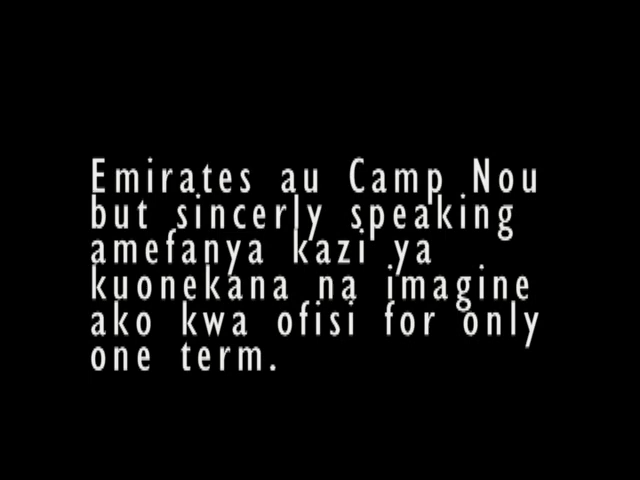 Emirates au Camp Nou
but sincerly speaking
amefanya kazi ya
kuonekana na imagine
ako kwa ofisi for only
one term.